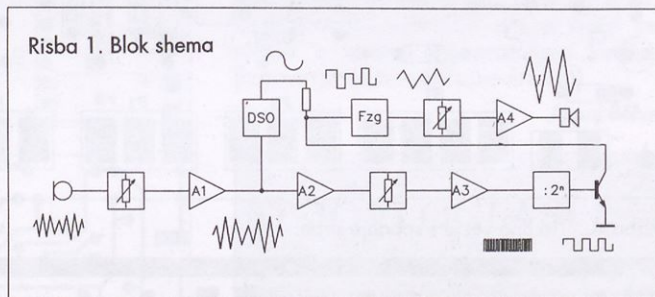 Risba 1. Blok shema
DSO
Fzg
A4
A1
A2
A3
:2ⁿ